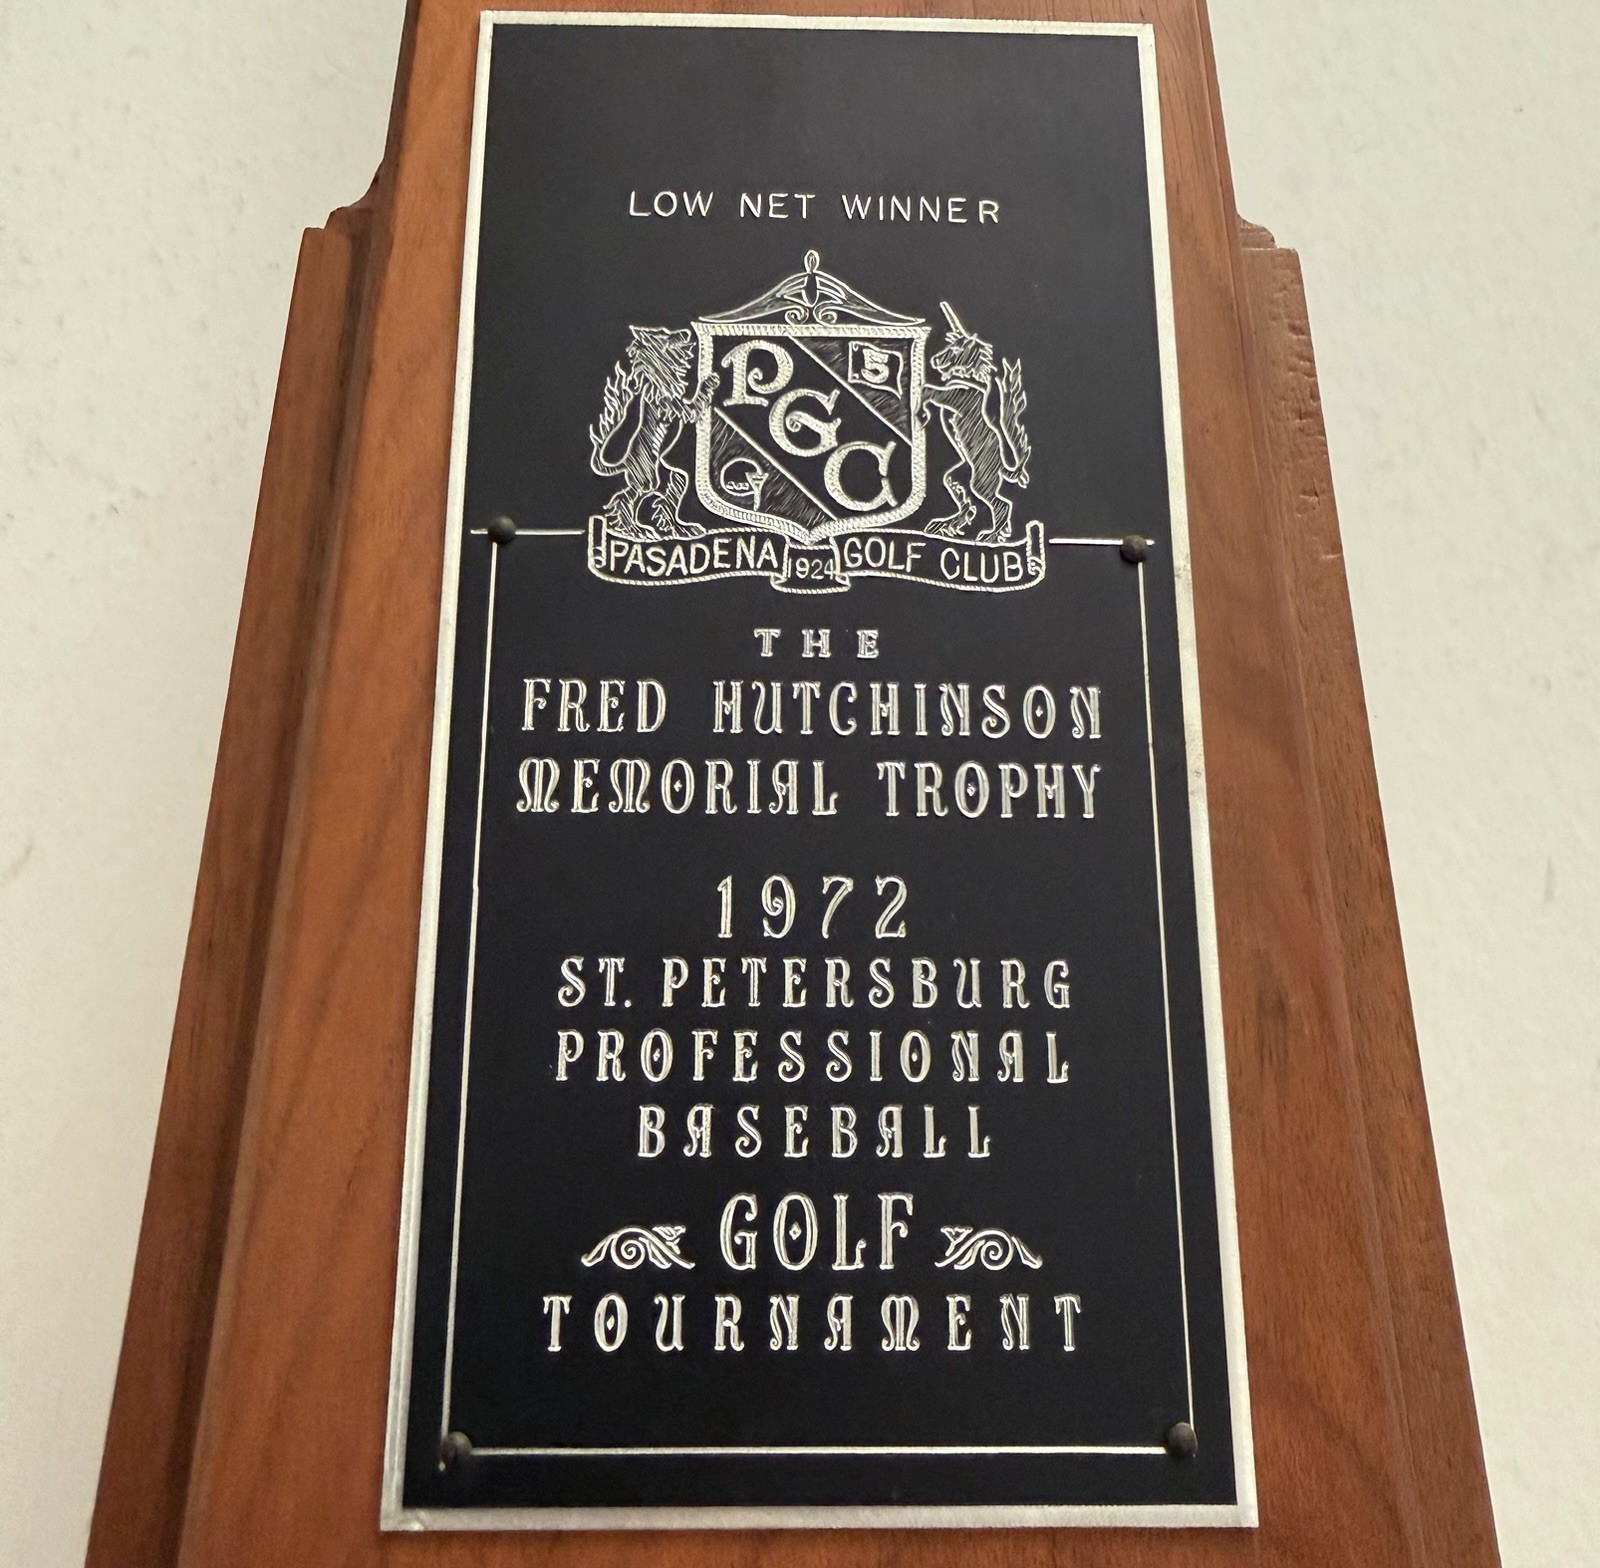 LOW NET WINNER
PGC
5
PASADENA 1924 GOLF CLUB
THE
FRED HUTCHINSON
MEMORIAL TROPHY
1972
ST. PETERSBURG
PROFESSIONAL
BASEBALL
GOLF
TOURNAMENT